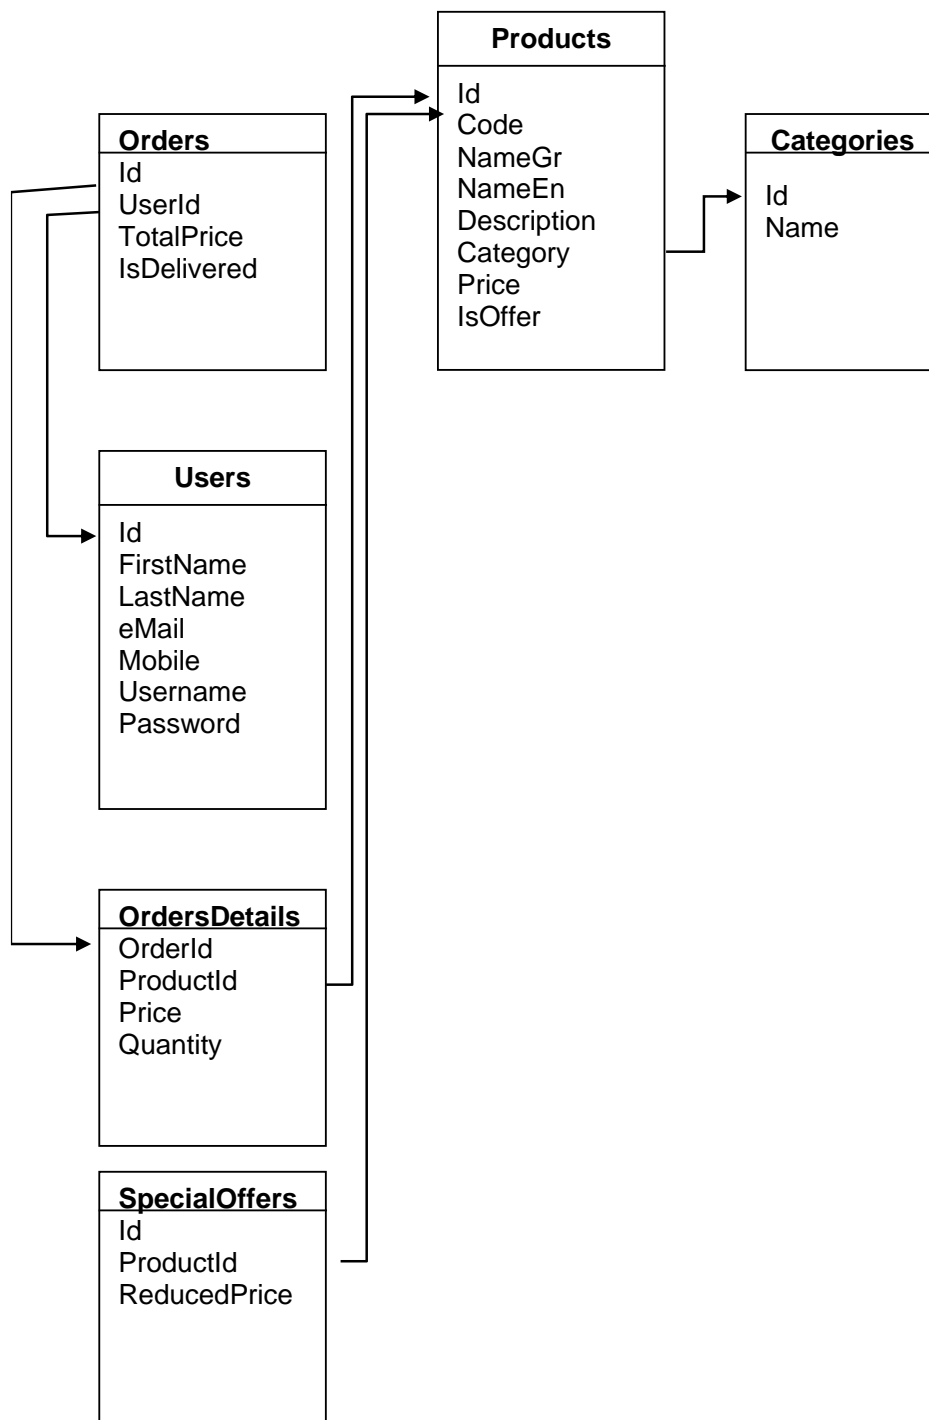 Products
Id
Code
NameGr
NameEn
Description
Category
Price
IsOffer
Orders
Id
UserId
TotalPrice
IsDelivered
Categories
Id
Name
Users
Id
FirstName
LastName
eMail
Mobile
Username
Password
OrdersDetails
OrderId
ProductId
Price
Quantity
SpecialOffers
Id
ProductId
ReducedPrice